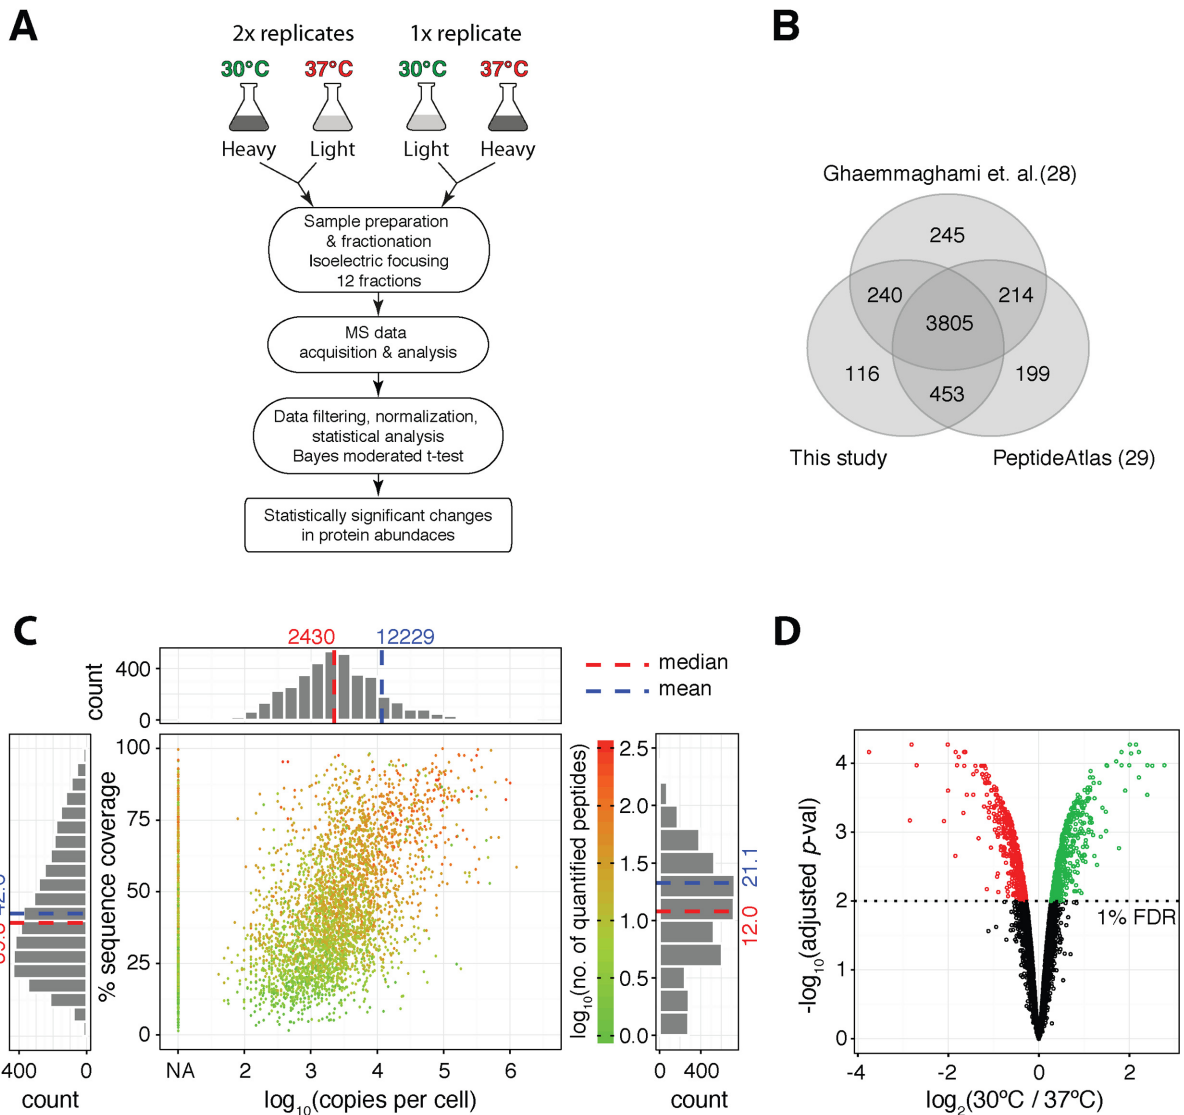 A
2x replicates 1x replicate
30°C 37°C 30°C 37°C
Heavy Light Light Heavy
Sample preparation
& fractionation
Isoelectric focusing
12 fractions
MS data
acquisition & analysis
Data filtering, normalization,
statistical analysis
Bayes moderated t-test
Statistically significant changes
in protein abundaces
B
Ghaemmaghami et. al.(28)
245
240 214
3805
116 199
453
This study PeptideAtlas (29)
C
2430 12229
count
400
0
median
mean
% sequence coverage
100
75
50
25
0
NA 2 3 4 5 6
log10(copies per cell)
400 0
count
log10(no. of quantified peptides)
2.5
2.0
1.5
1.0
0.5
0.0
21.1
12.0
0 400
count
D
-log10(adjusted p-val)
4
3
2
1
0
1% FDR
-4 -2 0 2
log2(30ºC / 37ºC)